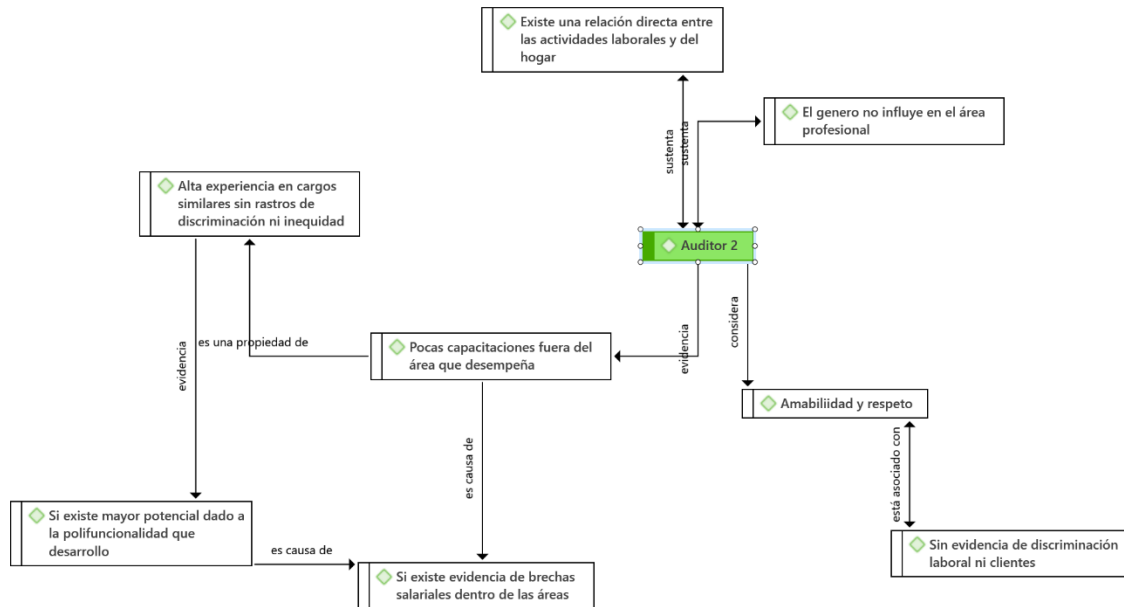 Existe una relación directa entre
las actividades laborales y del
hogar
El genero no influye en el área
profesional
sustenta
sustenta
Alta experiencia en cargos
similares sin rastros de
discriminación ni inequidad
Auditor 2
evidencia
es una propiedad de
Pocas capacitaciones fuera del
área que desempeña
evidencia
considera
Amabiliidad y respeto
es causa de
está asociado con
Si existe mayor potencial dado a
la polifuncionalidad que
desarrollo
es causa de
Si existe evidencia de brechas
salariales dentro de las áreas
Sin evidencia de discriminación
laboral ni clientes